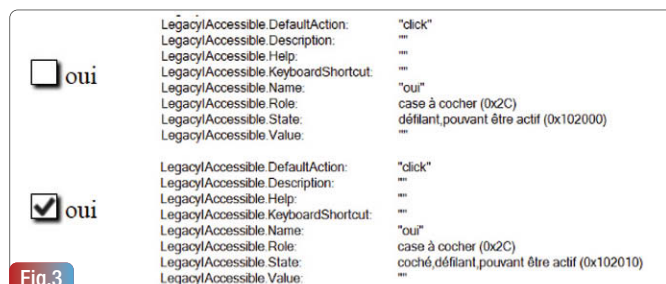 LegacyIAccessible.DefaultAction: "click"
LegacyIAccessible.Description: ""
LegacyIAccessible.Help: ""
LegacyIAccessible.KeyboardShortcut: ""
oui
LegacyIAccessible.Name: "oui"
LegacyIAccessible.Role: case à cocher (0x2C)
LegacyIAccessible.State: défilant,pouvant être actif (0x102000)
LegacyIAccessible.Value: ""
LegacyIAccessible.DefaultAction: "click"
LegacyIAccessible.Description: ""
LegacyIAccessible.Help: ""
LegacyIAccessible.KeyboardShortcut: ""
oui
LegacyIAccessible.Name: "oui"
LegacyIAccessible.Role: case à cocher (0x2C)
LegacyIAccessible.State: coché,défilant,pouvant être actif (0x102010)
LegacyIAccessible.Value: ""
Fig.3